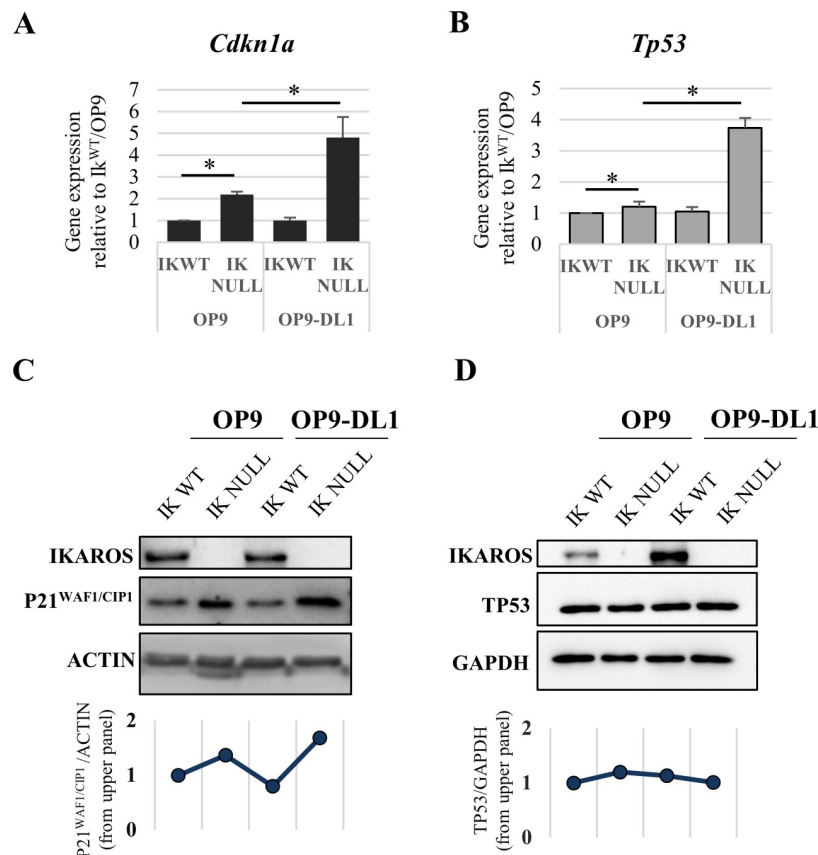 A
Cdkn1a
Gene expression
relative to Ik^WT/OP9
7
6
5
4
3
2
1
0
*
*
IKWT
IK
NULL
IKWT
IK
NULL
OP9
OP9-DL1
B
Tp53
Gene expression
relative to Ik^WT/OP9
5
4
3
2
1
0
*
*
IKWT
IK
NULL
IKWT
IK
NULL
OP9
OP9-DL1
C
OP9
OP9-DL1
IK WT
IK NULL
IK WT
IK NULL
IKAROS
P21^WAF1/CIP1
ACTIN
P21^WAF1/CIP1/ACTIN
(from upper panel)
2
1
0
D
OP9
OP9-DL1
IK WT
IK NULL
IK WT
IK NULL
IKAROS
TP53
GAPDH
TP53/GAPDH
(from upper panel)
2
1
0